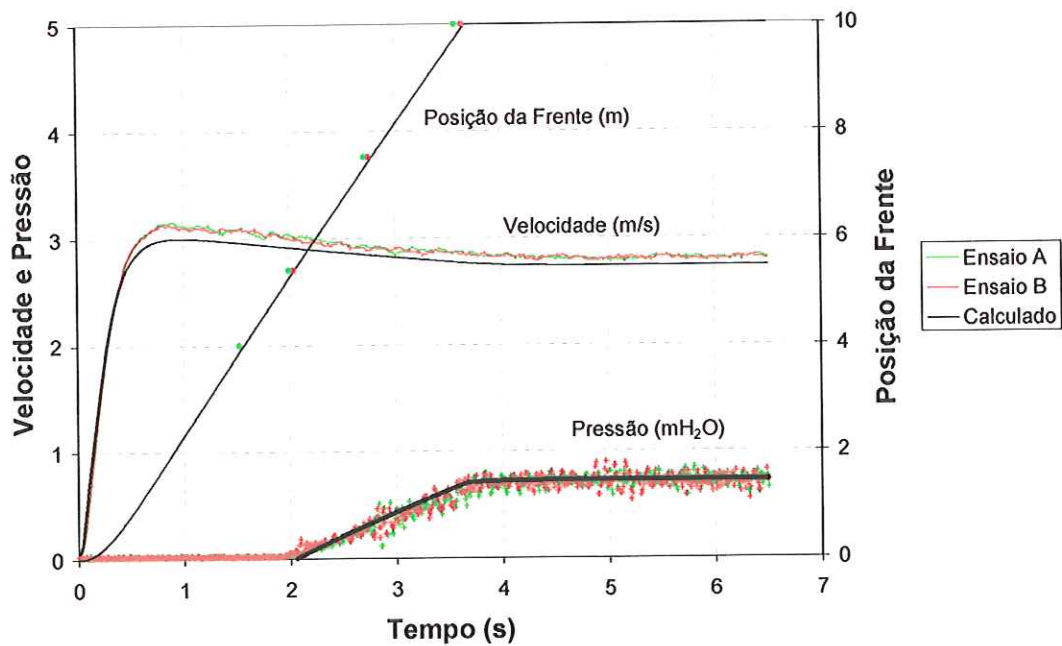 5
4
3
2
1
0
Velocidade e Pressão
10
8
6
4
2
0
Posição da Frente
0
1
2
3
4
5
6
7
Tempo (s)
Posição da Frente (m)
Velocidade (m/s)
Pressão (mH₂O)
Ensaio A
Ensaio B
Calculado